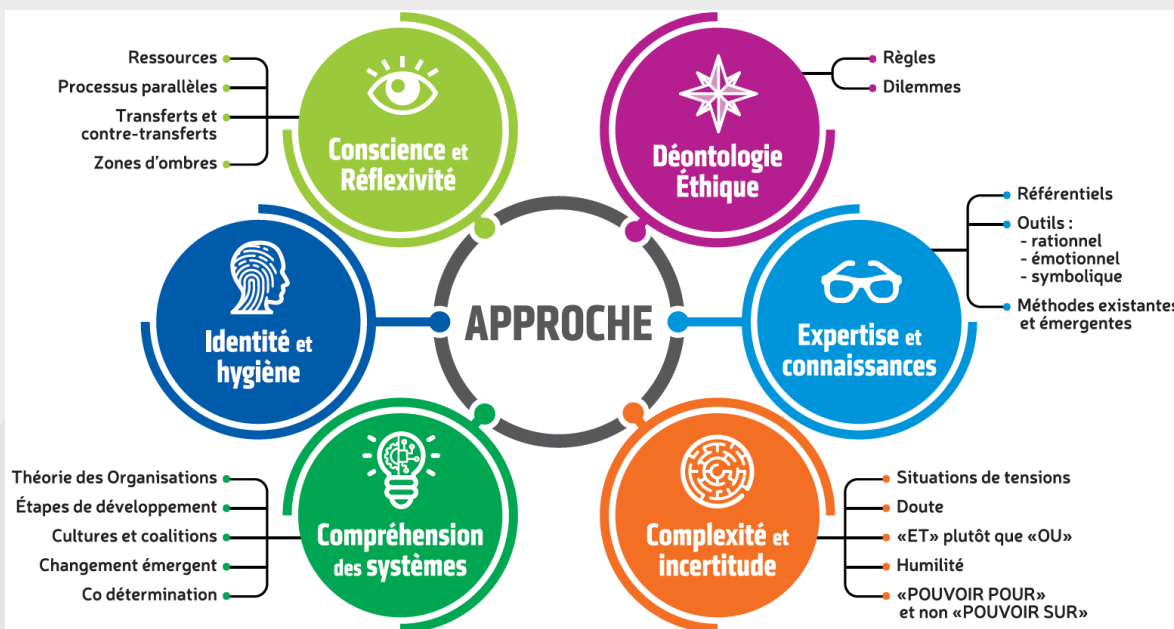 Ressources
Processus parallèles
Transferts et
contre-transferts
Zones d'ombres
Conscience et
Réflexivité
Règles
Dilemmes
Déontologie
Éthique
Identité et
hygiène
APPROCHE
Référentiels
Outils :
- rationnel
- émotionnel
- symbolique
Méthodes existantes
et émergentes
Expertise et
connaissances
Théorie des Organisations
Étapes de développement
Cultures et coalitions
Changement émergent
Co détermination
Compréhension
des systèmes
Complexité et
incertitude
Situations de tensions
Doute
«ET» plutôt que «OU»
Humilité
«POUVOIR POUR»
et non «POUVOIR SUR»